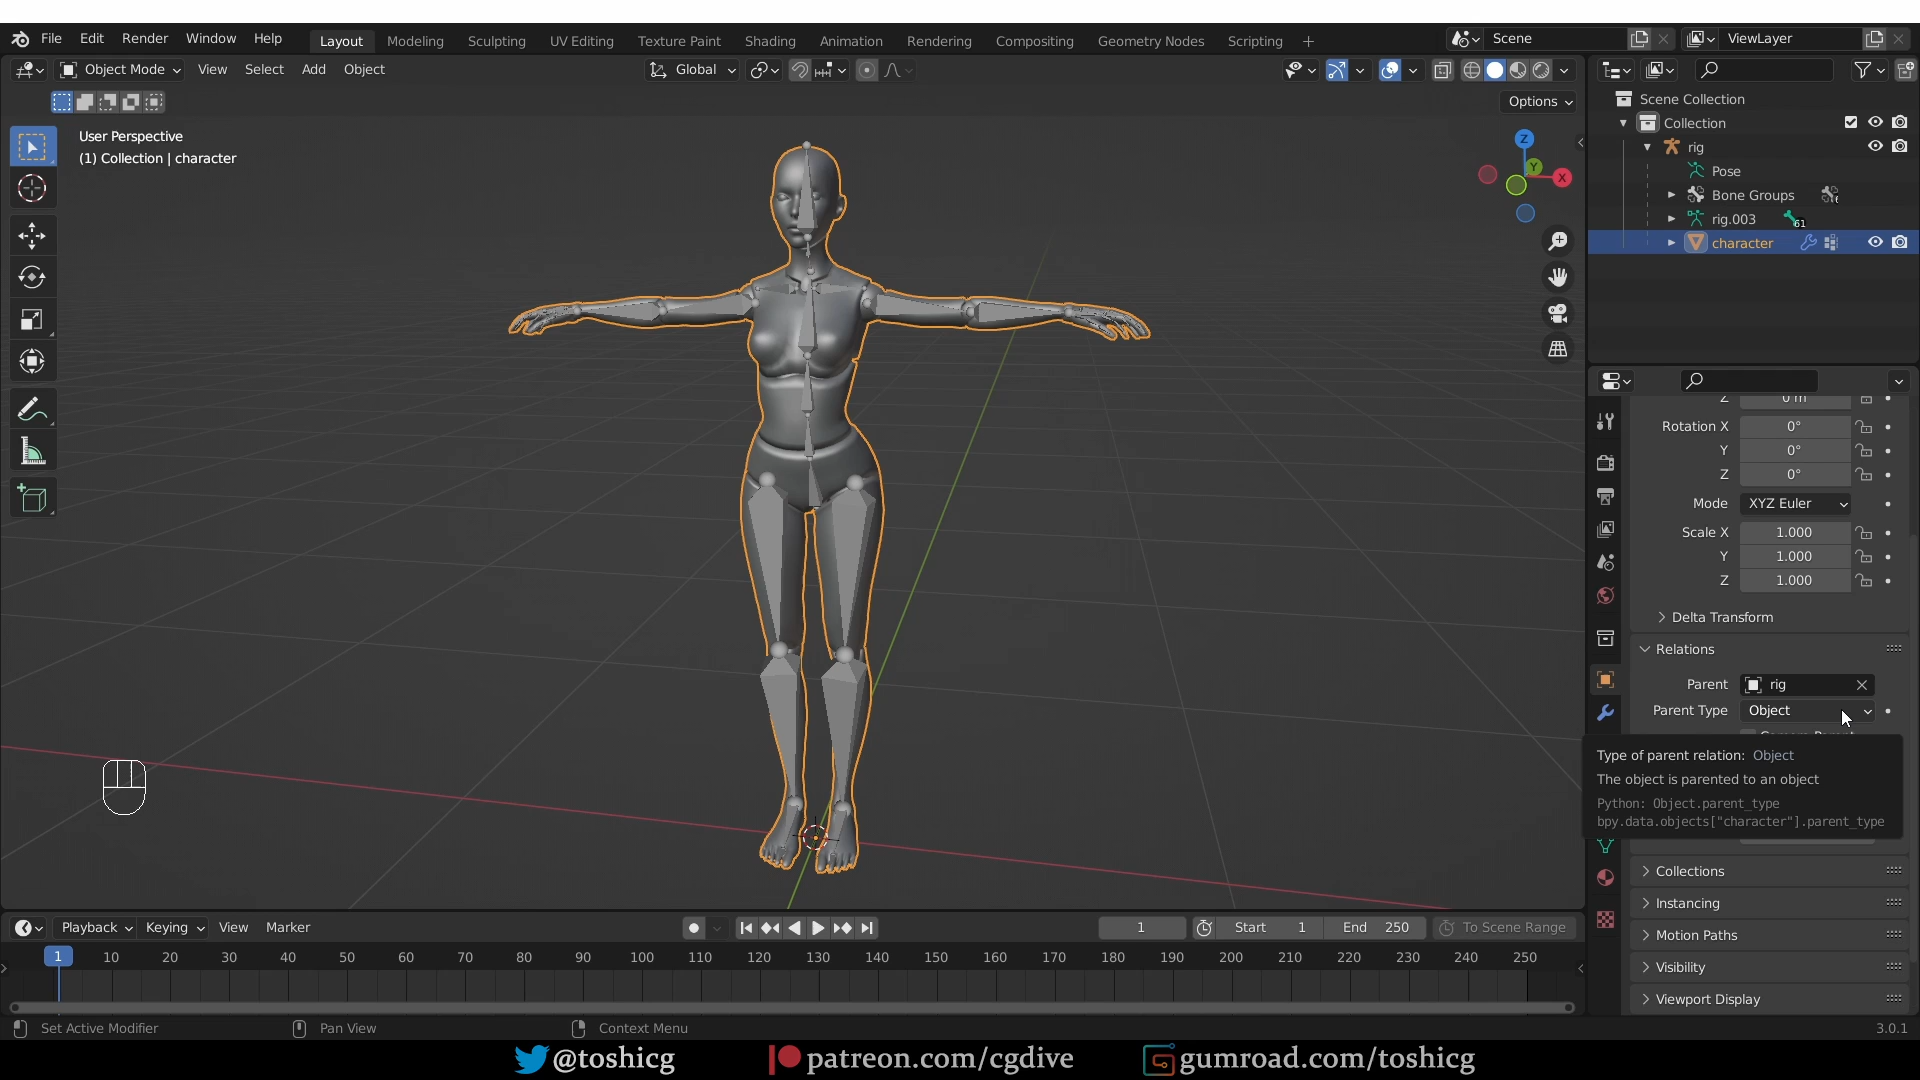 File Edit Render Window Help
Layout Modeling Sculpting UV Editing Texture Paint Shading Animation Rendering Compositing Geometry Nodes Scripting +
Scene
ViewLayer
Object Mode View Select Add Object
Global
Options
User Perspective
(1) Collection | character
Z
Y
X
Scene Collection
Collection
rig
Pose
Bone Groups
rig.003
61
character
Z 0 m
Rotation X 0°
Y 0°
Z 0°
Mode XYZ Euler
Scale X 1.000
Y 1.000
Z 1.000
Delta Transform
Relations
Parent rig
Parent Type Object
Type of parent relation: Object
The object is parented to an object
Python: Object.parent_type
bpy.data.objects["character"].parent_type
Collections
Instancing
Motion Paths
Visibility
Viewport Display
Playback Keying View Marker
1
Start 1
End 250
To Scene Range
1 10 20 30 40 50 60 70 80 90 100 110 120 130 140 150 160 170 180 190 200 210 220 230 240 250
Set Active Modifier
Pan View
Context Menu
3.0.1
@toshicg
patreon.com/cgdive
gumroad.com/toshicg